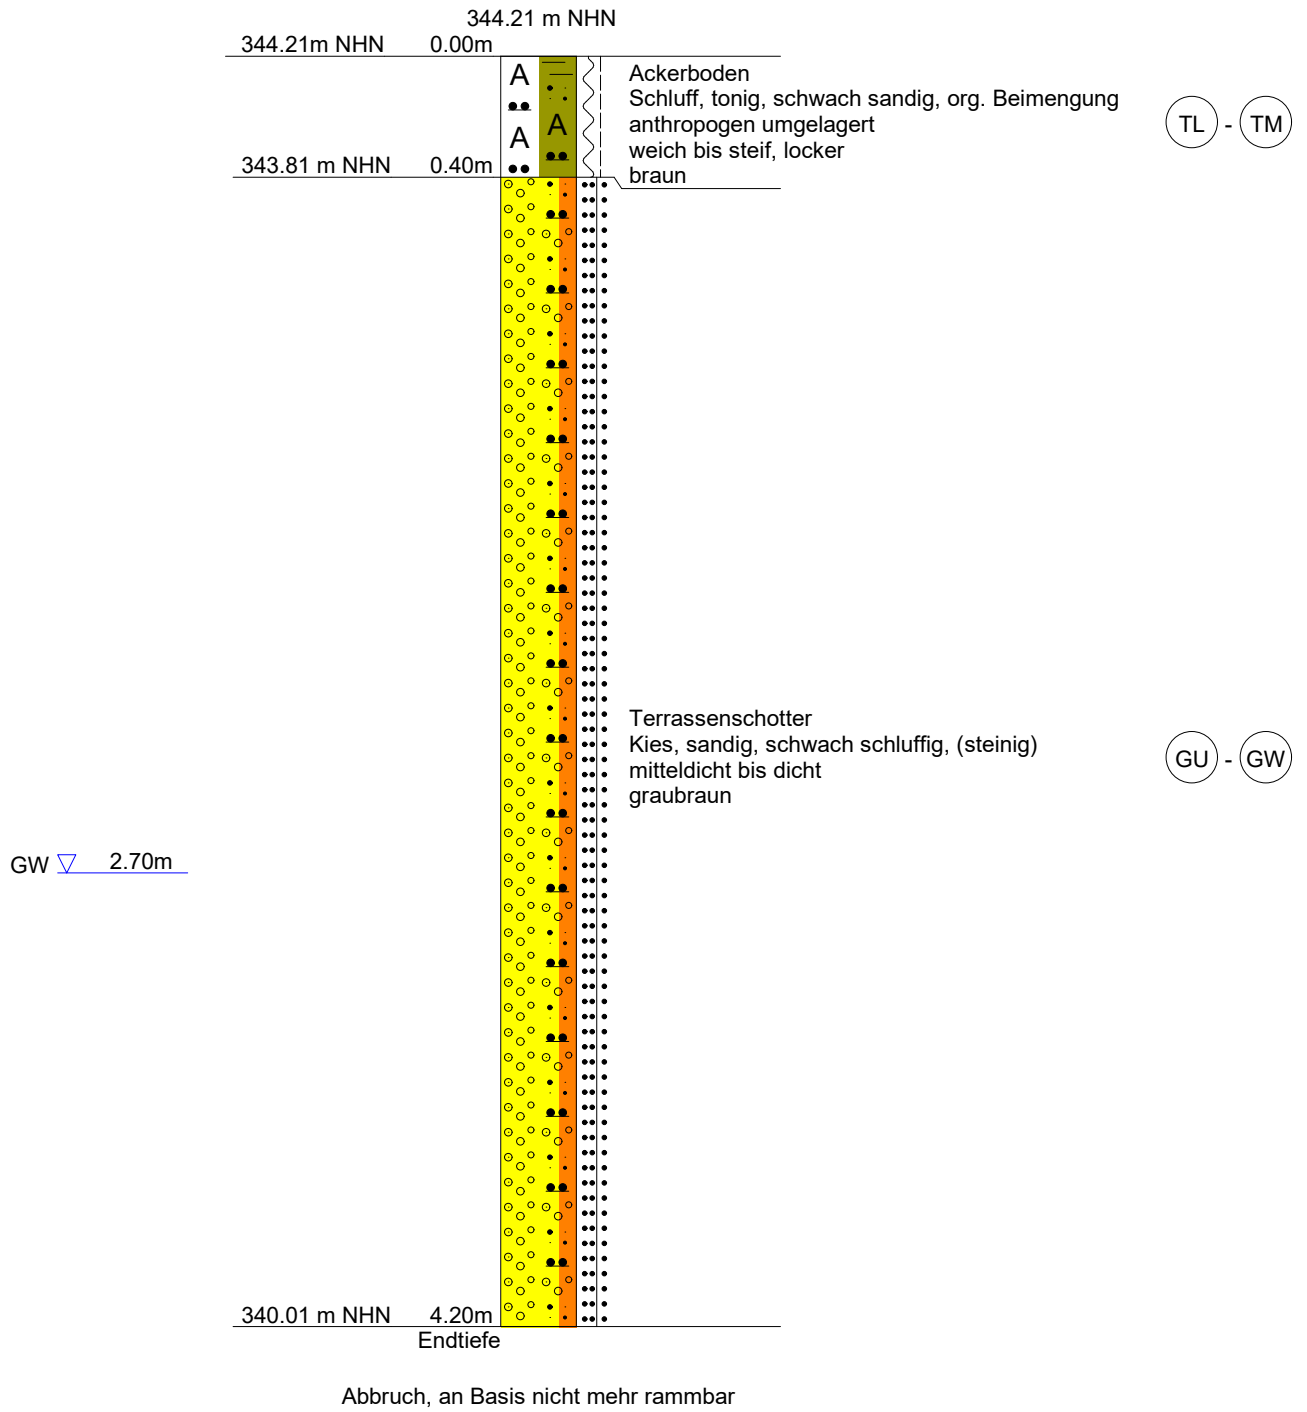 344.21 m NHN
344.21m NHN 0.00m
A
A
A
Ackerboden
Schluff, tonig, schwach sandig, org. Beimengung
anthropogen umgelagert
weich bis steif, locker
braun
TL - TM
343.81 m NHN 0.40m
Terrassenschotter
Kies, sandig, schwach schluffig, (steinig)
mitteldicht bis dicht
graubraun
GU - GW
GW 2.70m
340.01 m NHN 4.20m
Endtiefe
Abbruch, an Basis nicht mehr rammbar